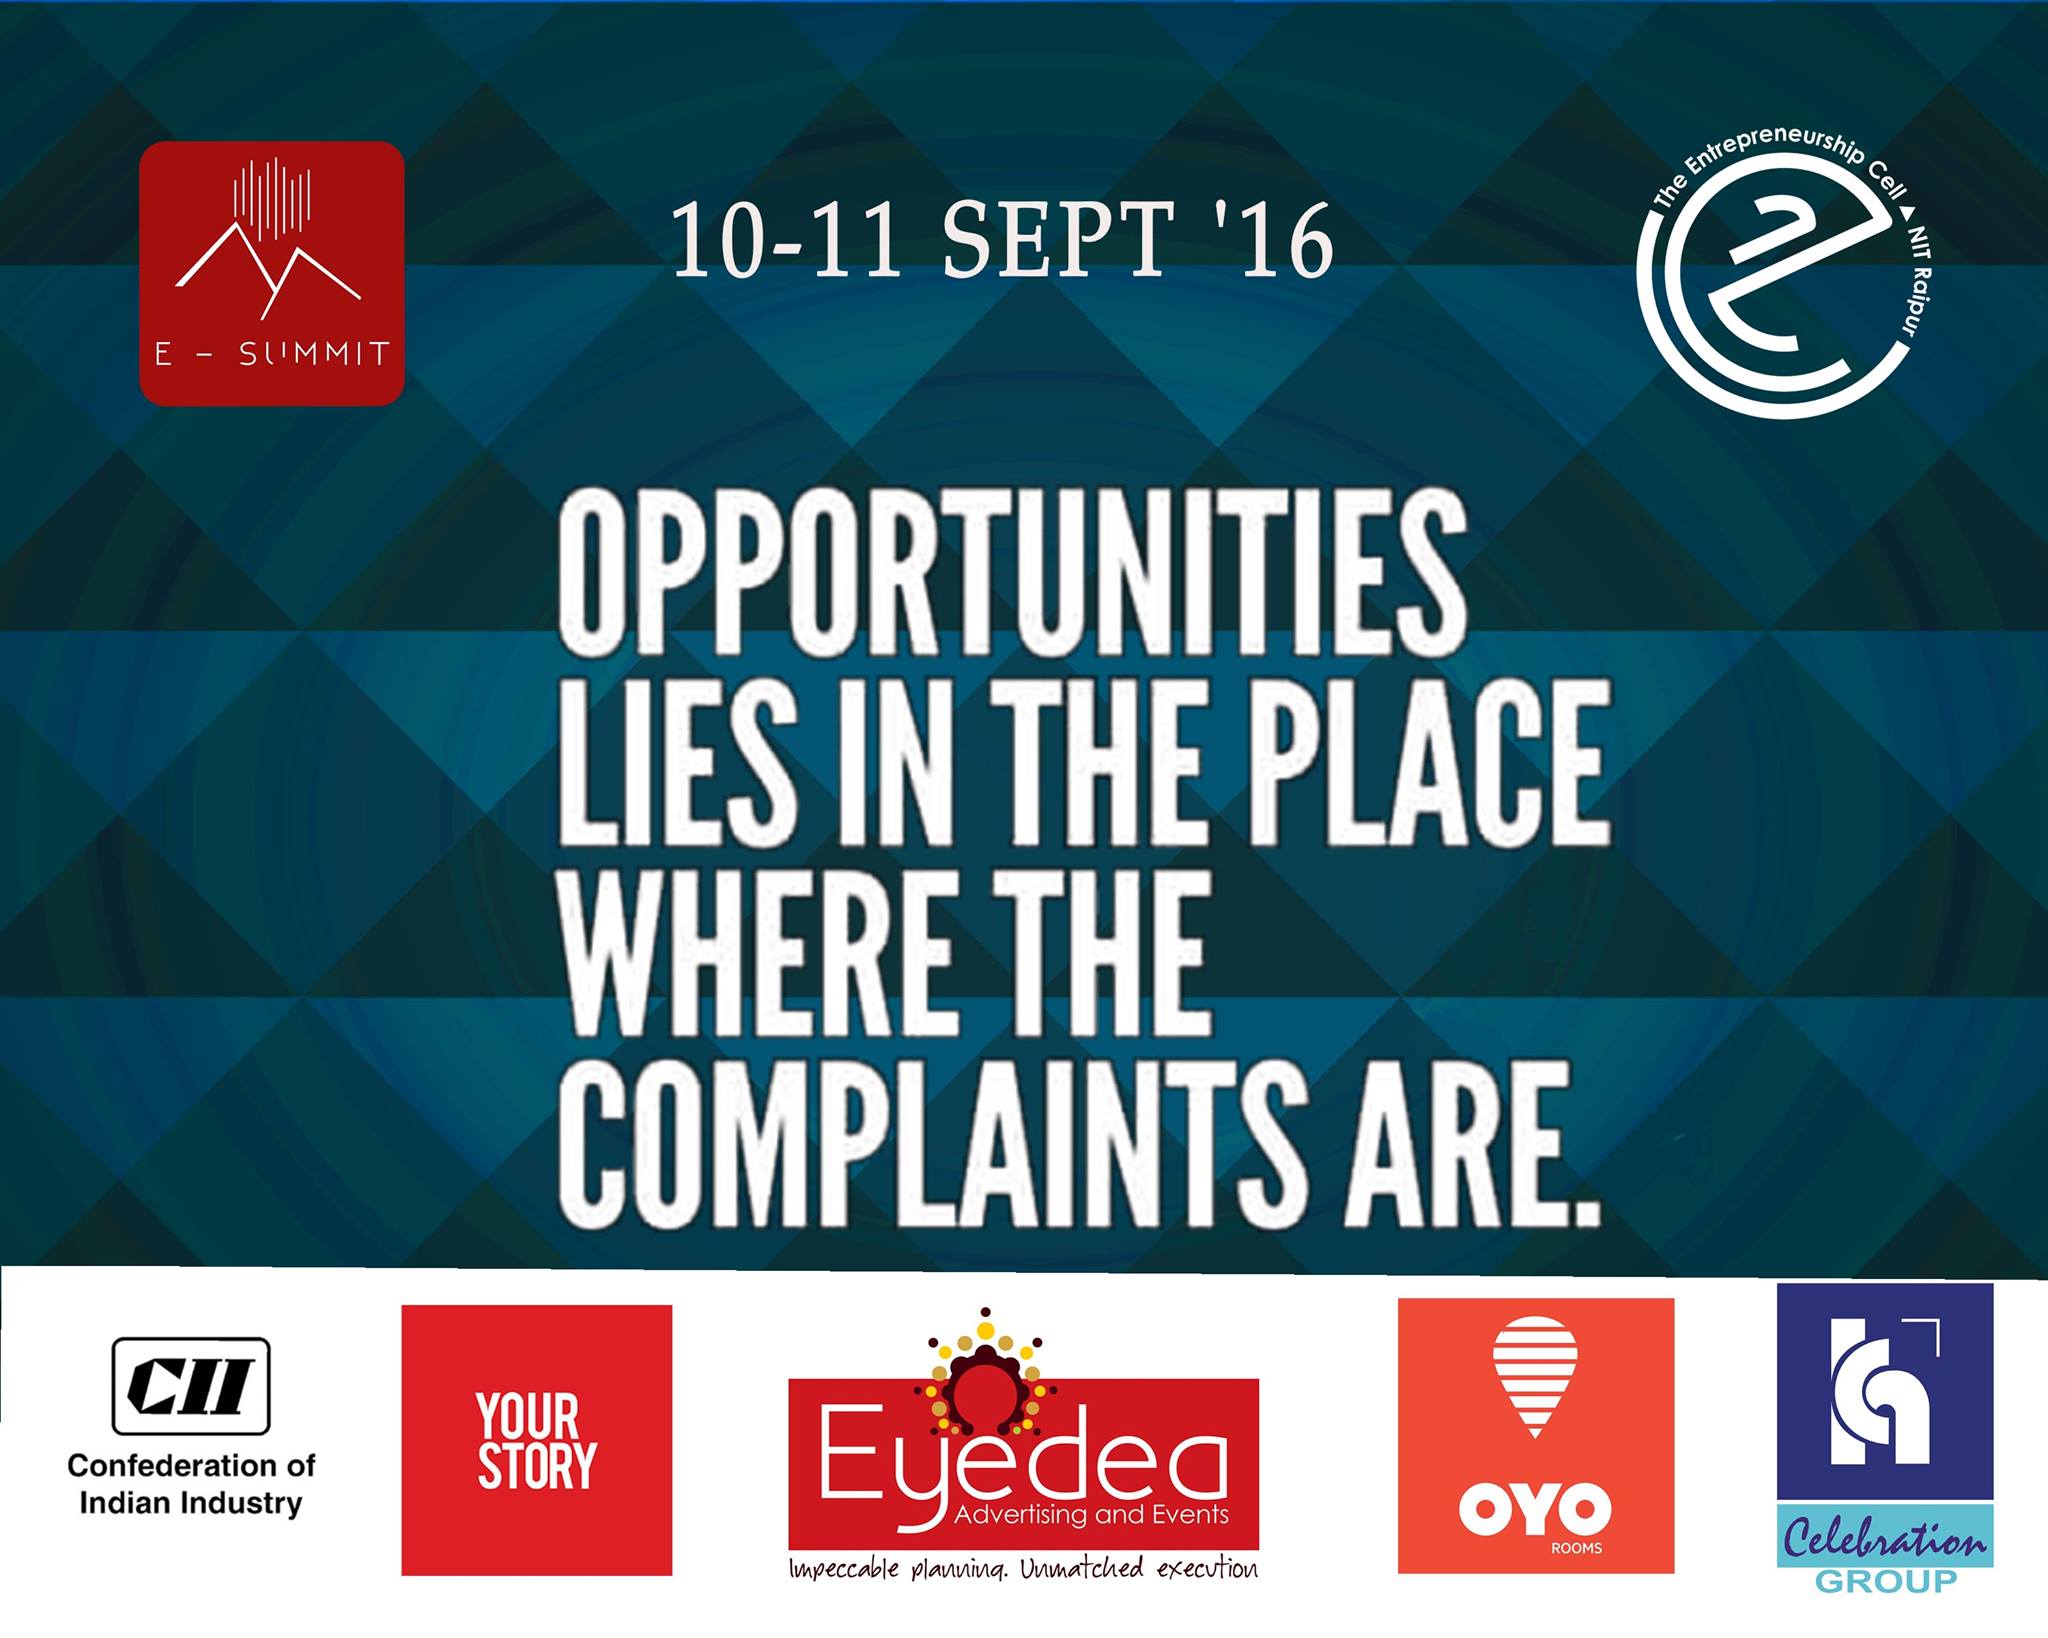 E - SUMMIT
10-11 SEPT '16
The Entrepreneurship Cell ▲ NIT Raipur
OPPORTUNITIES
LIES IN THE PLACE
WHERE THE
COMPLAINTS ARE.
CII
Confederation of
Indian Industry
YOUR
STORY
Eyedea
Advertising and Events
Impeccable planning. Unmatched execution
OYO
ROOMS
Celebration
GROUP